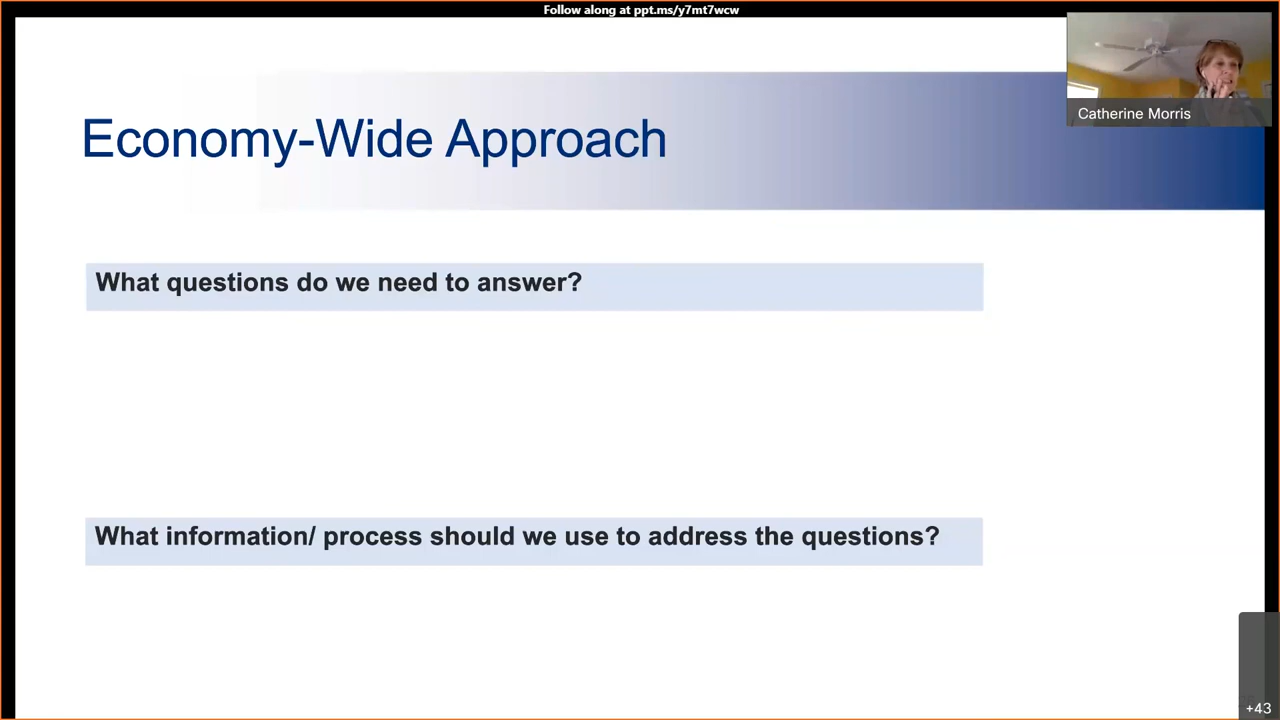 Follow along at ppt.ms/y7mt7wcw
Catherine Morris
Economy-Wide Approach
What questions do we need to answer?
What information/ process should we use to address the questions?
+43